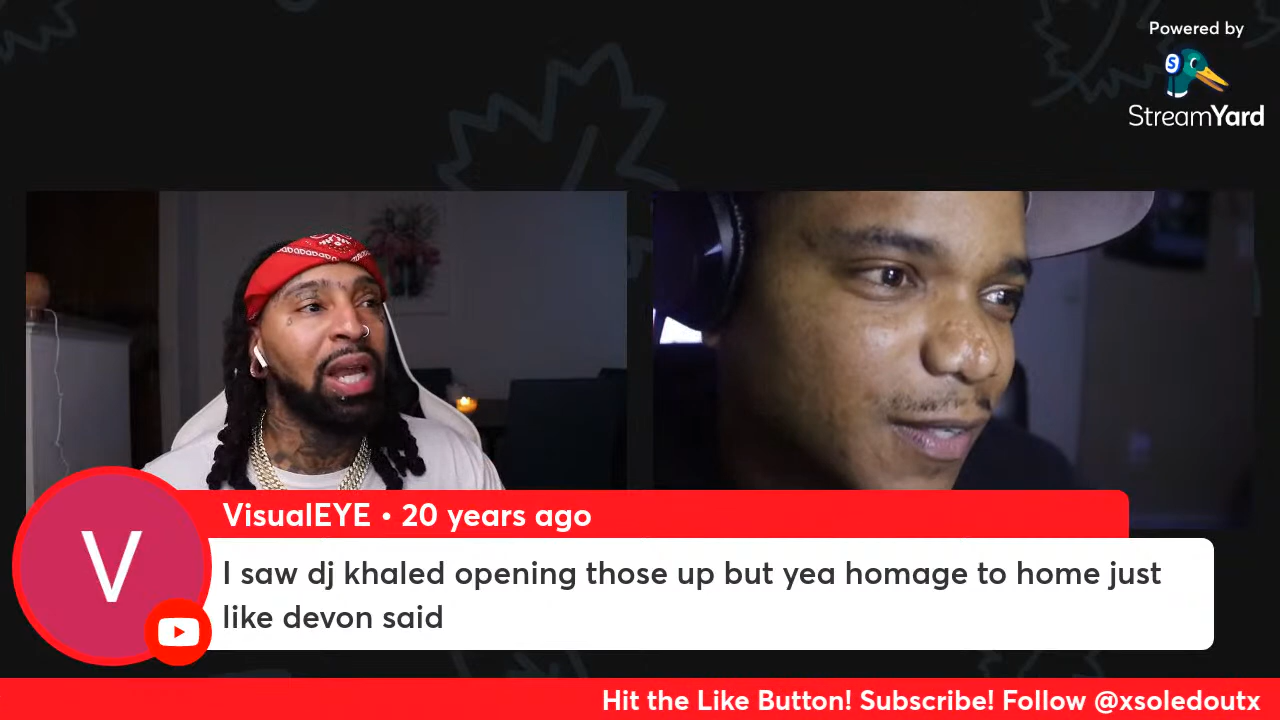 Powered by
S
StreamYard
VisualEYE • 20 years ago
I saw dj khaled opening those up but yea homage to home just
like devon said
V
Hit the Like Button! Subscribe! Follow @xsoledoutx